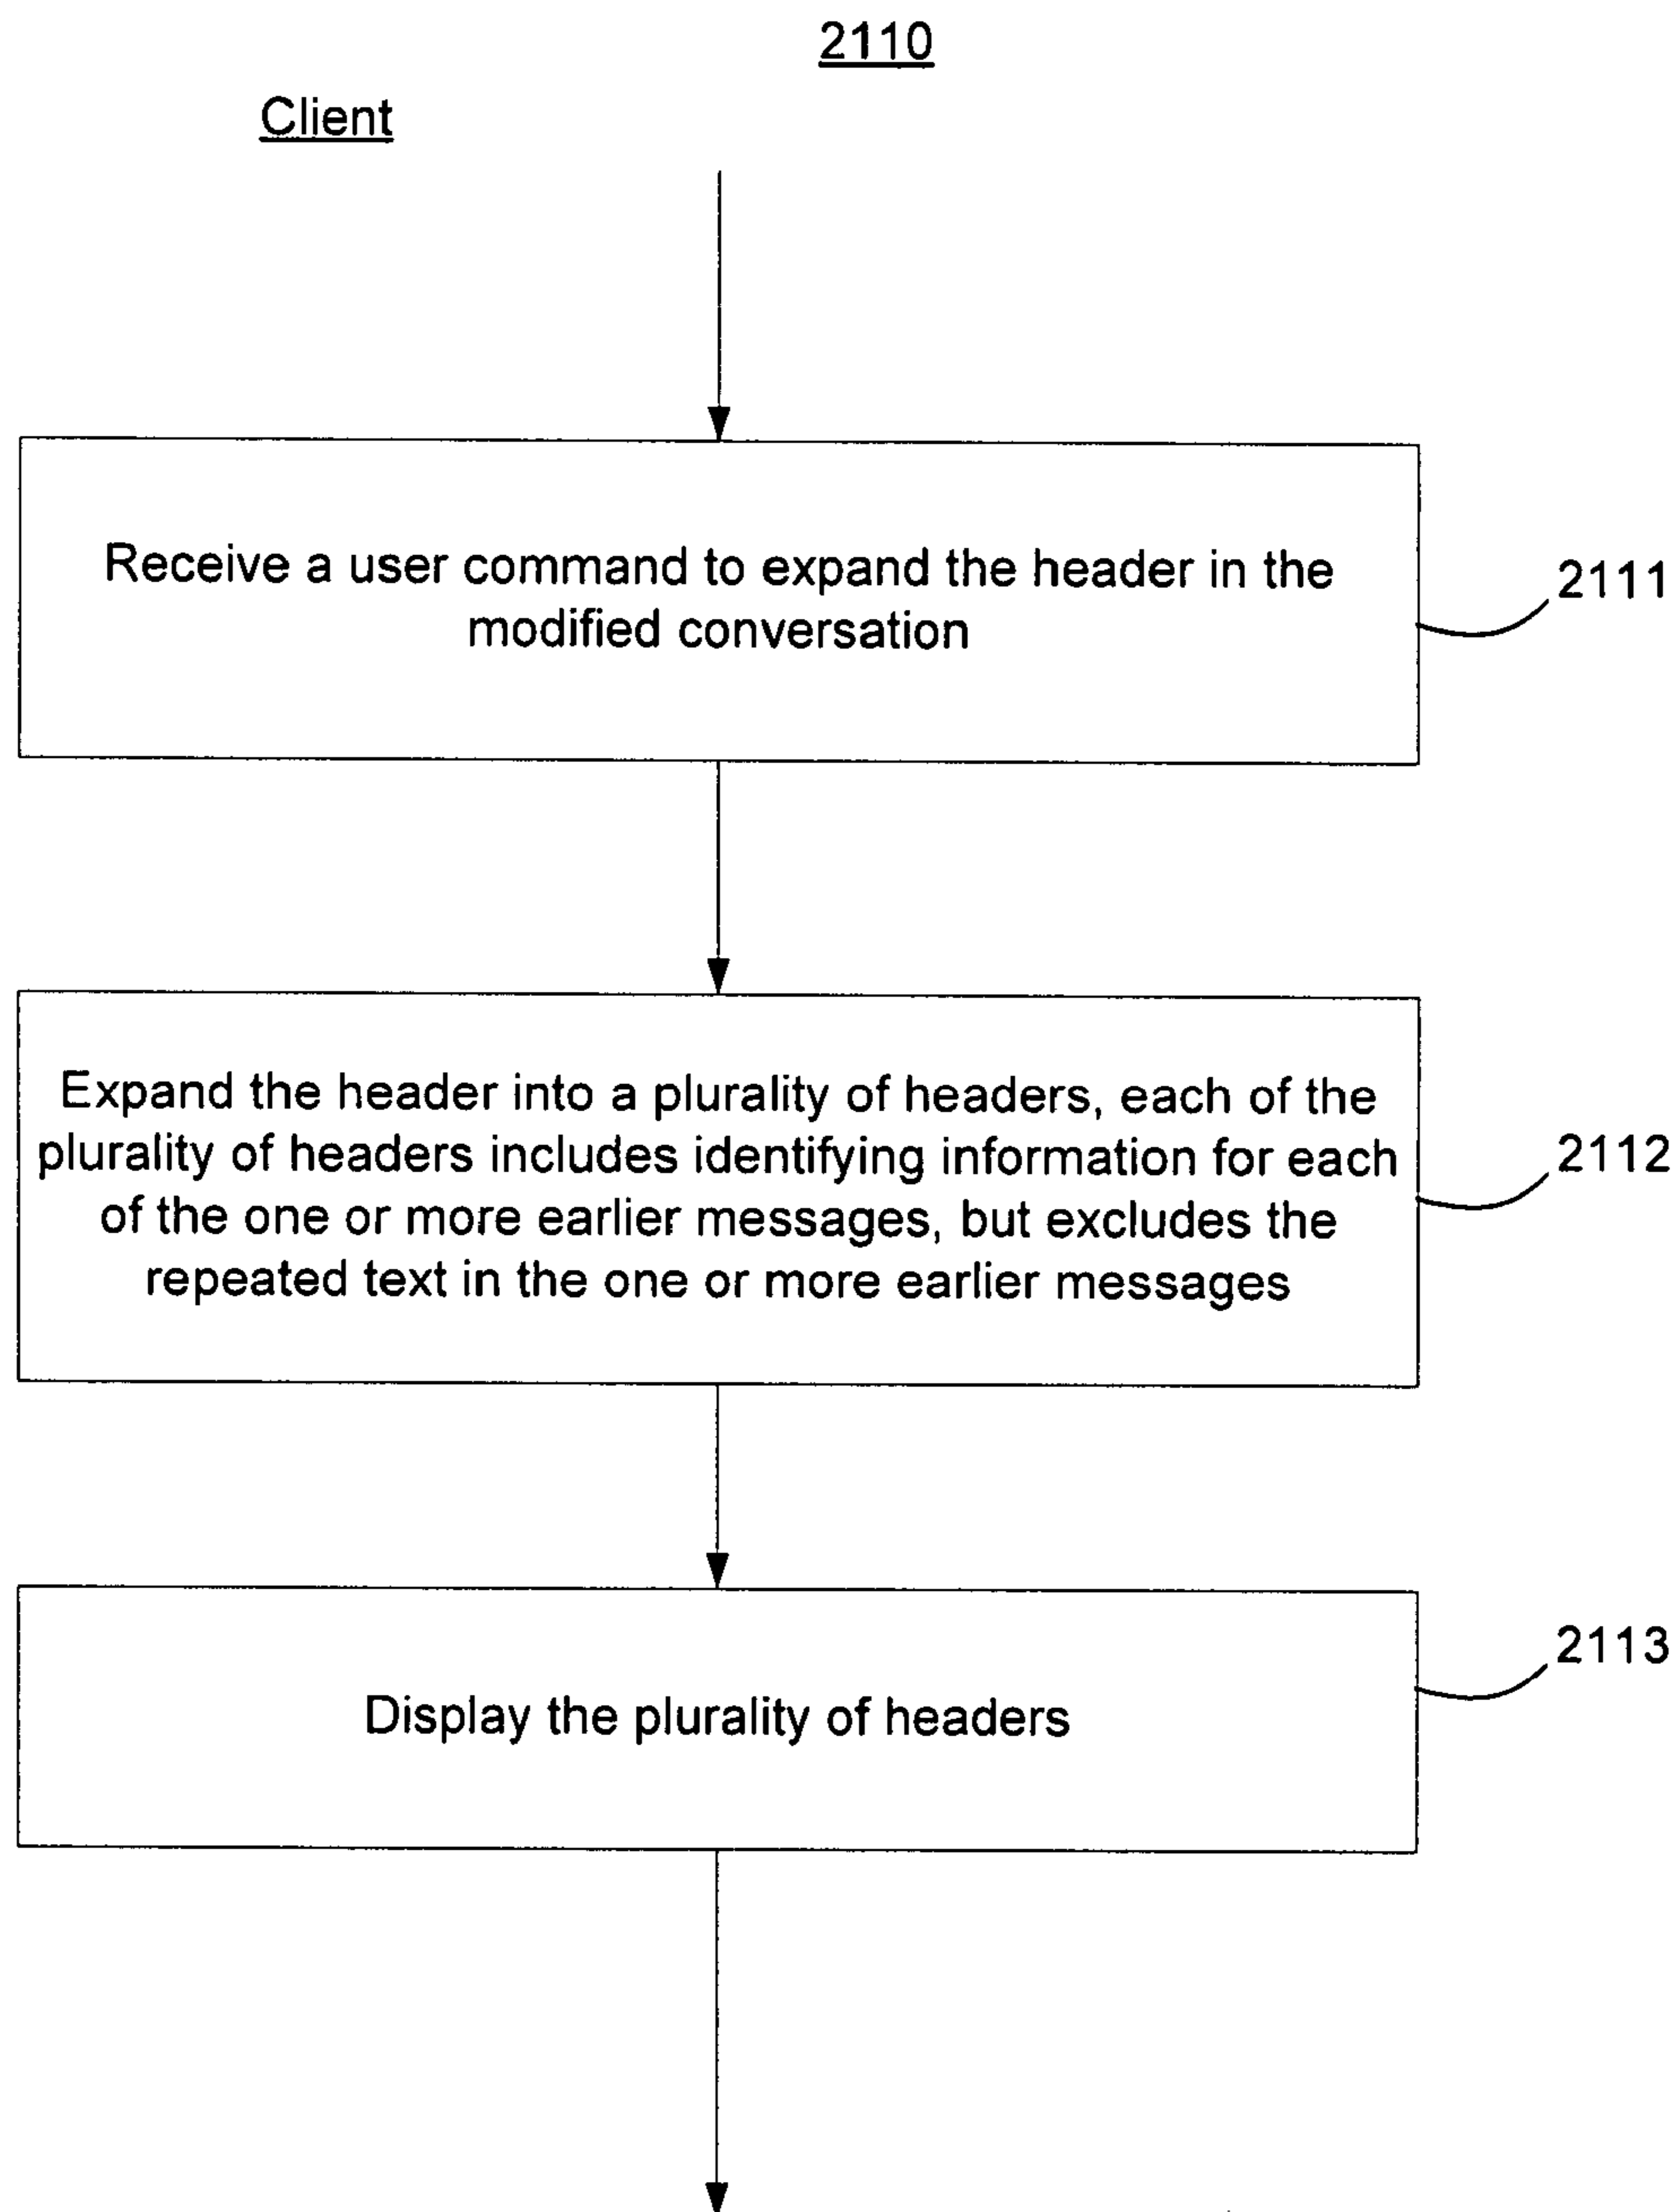 2110
Client
Receive a user command to expand the header in the
modified conversation
2111
Expand the header into a plurality of headers, each of the
plurality of headers includes identifying information for each
of the one or more earlier messages, but excludes the
repeated text in the one or more earlier messages
2112
Display the plurality of headers
2113